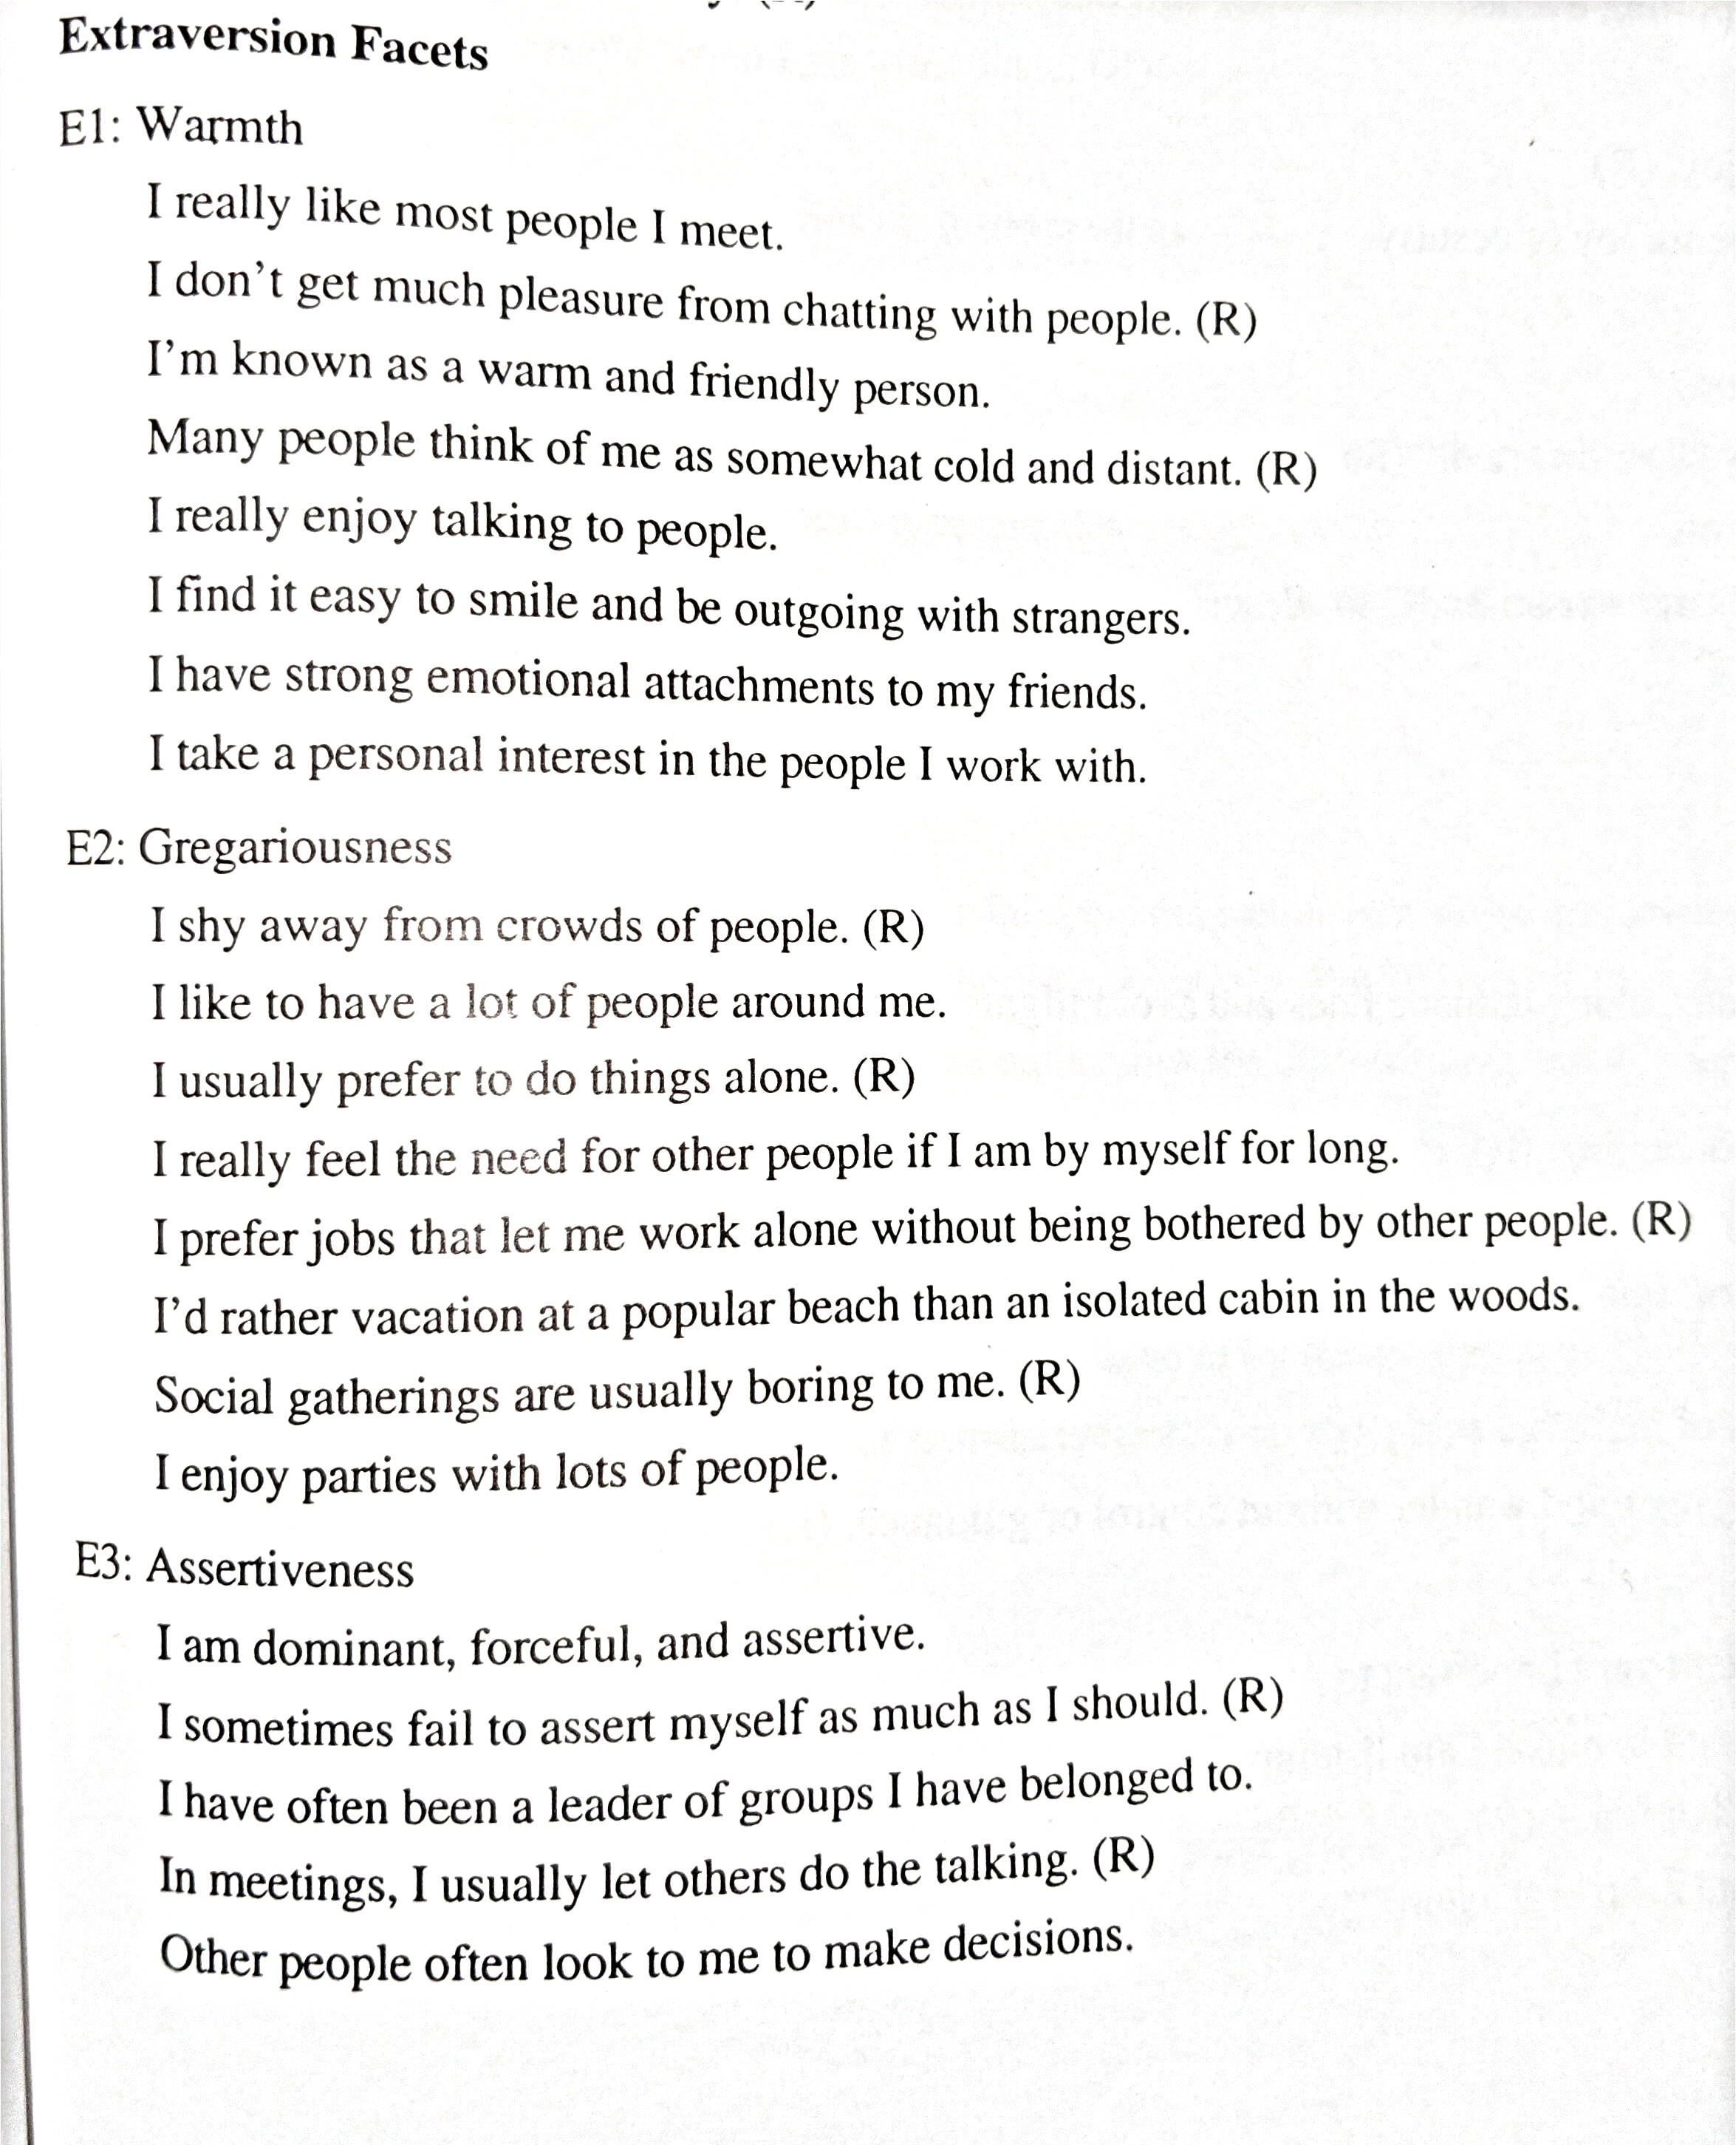 Extraversion Facets
E1: Warmth
I really like most people I meet.
I don't get much pleasure from chatting with people. (R)
I'm known as a warm and friendly person.
Many people think of me as somewhat cold and distant. (R)
I really enjoy talking to people.
I find it easy to smile and be outgoing with strangers.
I have strong emotional attachments to my friends.
I take a personal interest in the people I work with.
E2: Gregariousness
I shy away from crowds of people. (R)
I like to have a lot of people around me.
I usually prefer to do things alone. (R)
I really feel the need for other people if I am by myself for long.
I prefer jobs that let me work alone without being bothered by other people. (R)
I'd rather vacation at a popular beach than an isolated cabin in the woods.
Social gatherings are usually boring to me. (R)
I enjoy parties with lots of people.
E3: Assertiveness
I am dominant, forceful, and assertive.
I sometimes fail to assert myself as much as I should. (R)
I have often been a leader of groups I have belonged to.
In meetings, I usually let others do the talking. (R)
Other people often look to me to make decisions.